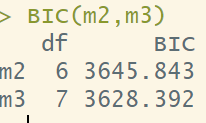 > BIC(m2,m3)
   df      BIC
m2  6 3645.843
m3  7 3628.392